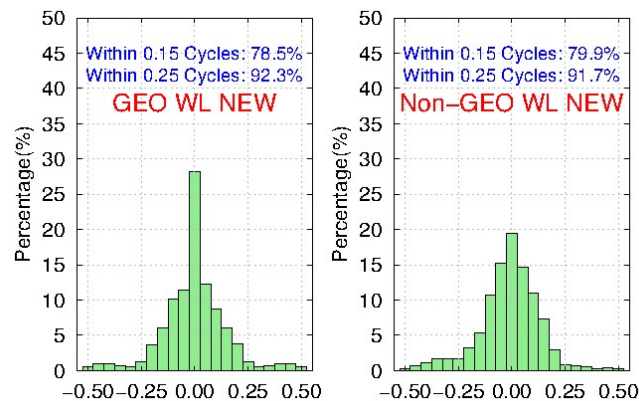 50
45
40
35
30
25
20
15
10
5
0
Percentage(%)
Within 0.15 Cycles: 78.5%
Within 0.25 Cycles: 92.3%
GEO WL NEW
−0.50 −0.25 0.00 0.25 0.50
50
45
40
35
30
25
20
15
10
5
0
Percentage(%)
Within 0.15 Cycles: 79.9%
Within 0.25 Cycles: 91.7%
Non−GEO WL NEW
−0.50 −0.25 0.00 0.25 0.50